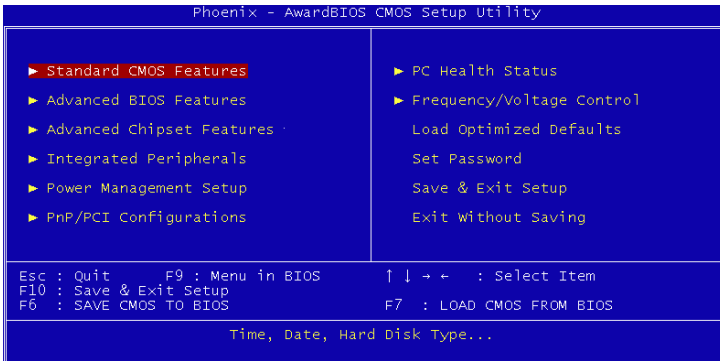 Phoenix - AwardBIOS CMOS Setup Utility
► Standard CMOS Features
► Advanced BIOS Features
► Advanced Chipset Features
► Integrated Peripherals
► Power Management Setup
► PnP/PCI Configurations
► PC Health Status
► Frequency/Voltage Control
Load Optimized Defaults
Set Password
Save & Exit Setup
Exit Without Saving
Esc : Quit F9 : Menu in BIOS ↑ ↓ → ← : Select Item
F10 : Save & Exit Setup
F6 : SAVE CMOS TO BIOS F7 : LOAD CMOS FROM BIOS
Time, Date, Hard Disk Type...